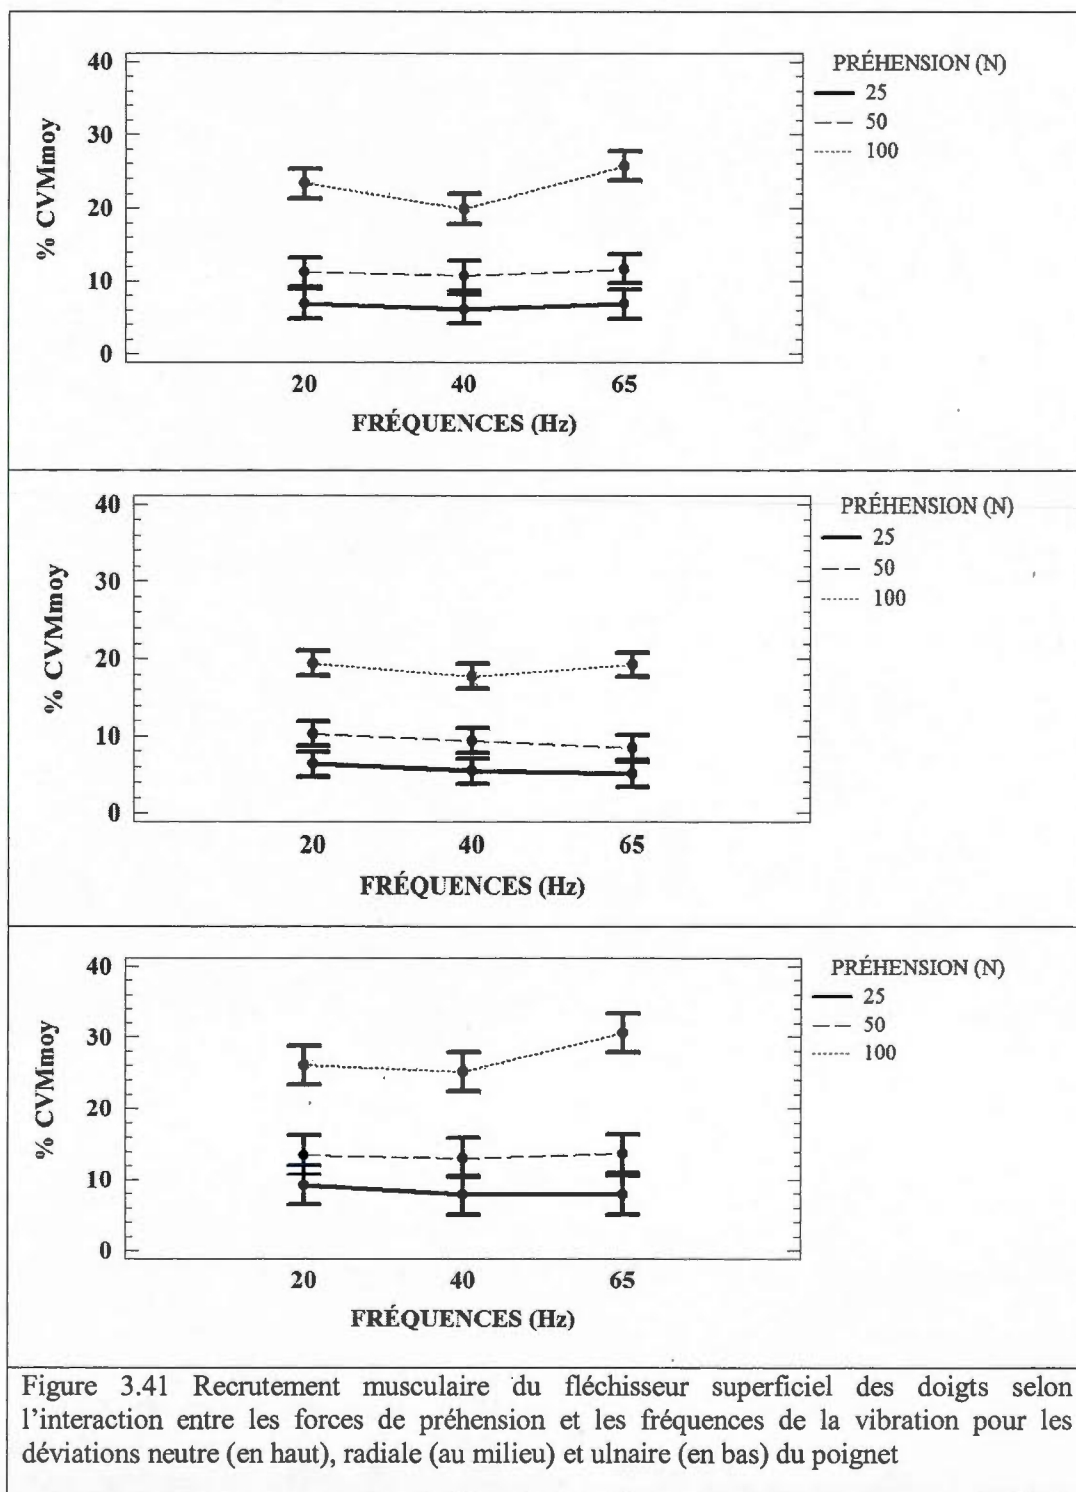 40
30
20
10
0
% CVMmoy
20 40 65
FRÉQUENCES (Hz)
PRÉHENSION (N)
25
50
100
40
30
20
10
0
% CVMmoy
20 40 65
FRÉQUENCES (Hz)
PRÉHENSION (N)
25
50
100
40
30
20
10
0
% CVMmoy
20 40 65
FRÉQUENCES (Hz)
PRÉHENSION (N)
25
50
100
Figure 3.41 Recrutement musculaire du fléchisseur superficiel des doigts selon
l'interaction entre les forces de préhension et les fréquences de la vibration pour les
déviations neutre (en haut), radiale (au milieu) et ulnaire (en bas) du poignet